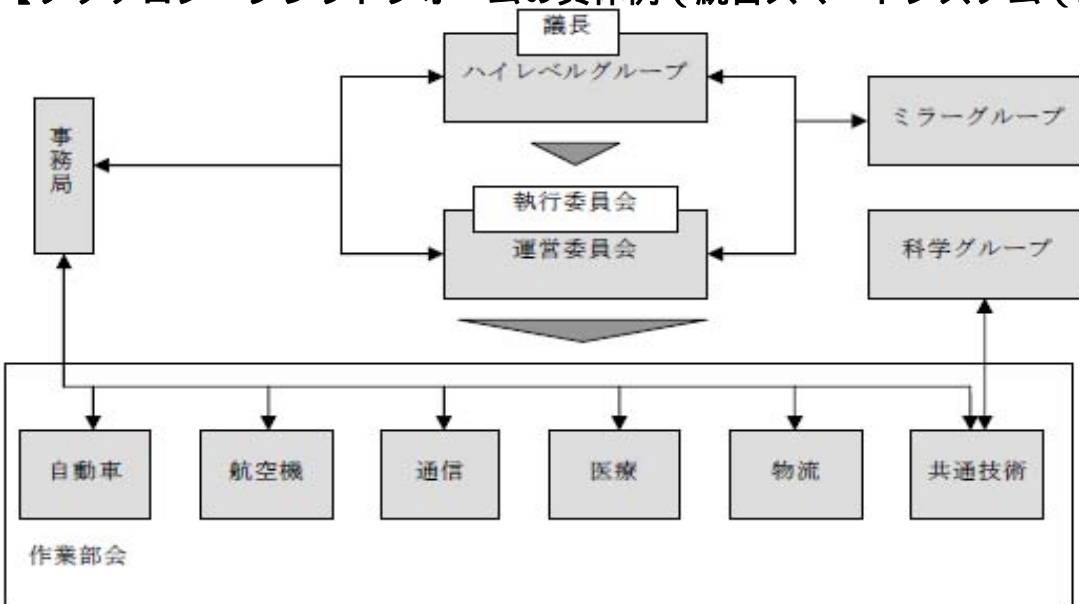 議長
ハイレベルグループ
ミラーグループ
事務局
執行委員会
運営委員会
科学グループ
自動車
航空機
通信
医療
物流
共通技術
作業部会